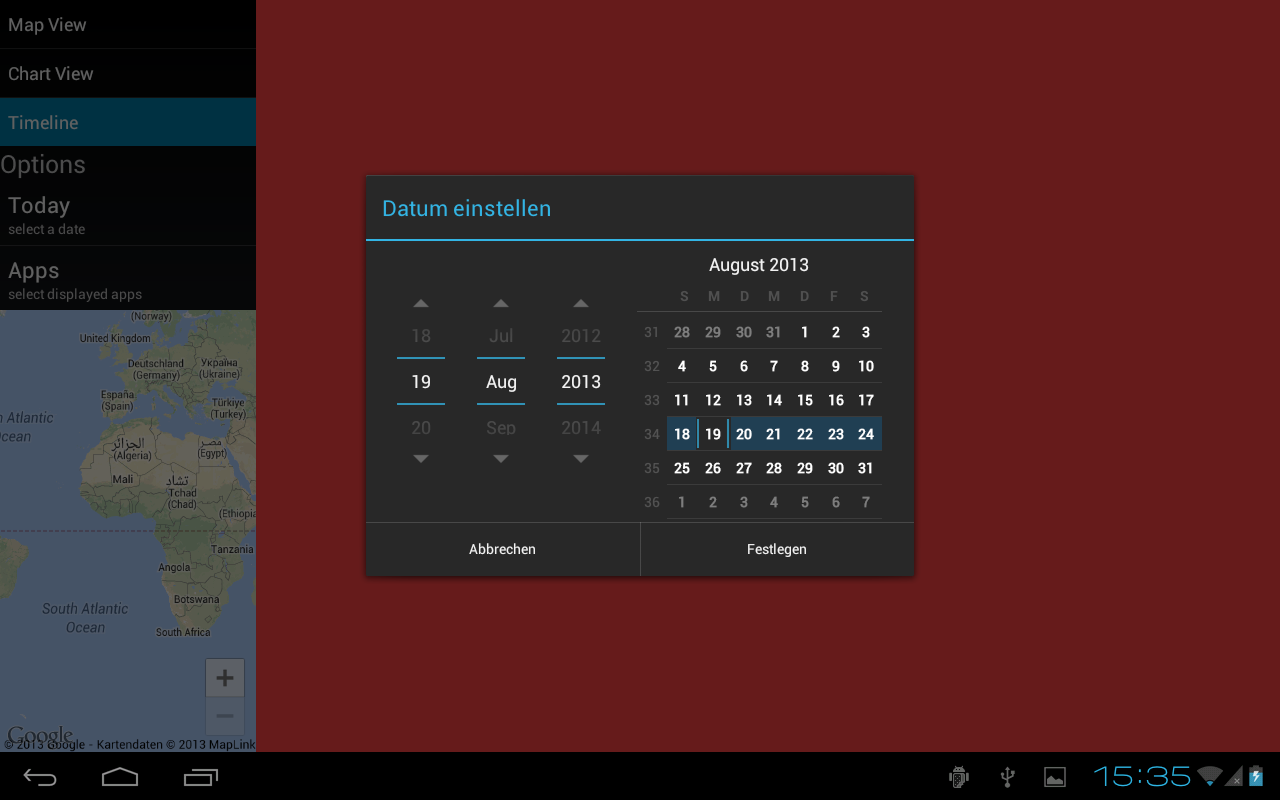 Map View
Chart View
Timeline
Options
Today
select a date
Apps
select displayed apps
(Norway)
United Kingdom
Deutschland
(Germany)
Україна
(Ukraine)
España
(Spain)
Türkiye
(Turkey)
h Atlantic
cean
الجزائر
(Algeria)
مصر
(Egypt)
Mali
تشاد
Tchad
(Chad)
(Ethiopia
Tanzania
Angola
Botswana
South Atlantic
Ocean
South Africa
+
−
Google
© 2013 Google - Kartendaten © 2013 MapLink
Datum einstellen
18 Jul 2012
19 Aug 2013
20 Sep 2014
August 2013
S M D M D F S
31 28 29 30 31 1 2 3
32 4 5 6 7 8 9 10
33 11 12 13 14 15 16 17
34 18 19 20 21 22 23 24
35 25 26 27 28 29 30 31
36 1 2 3 4 5 6 7
Abbrechen Festlegen
15:35